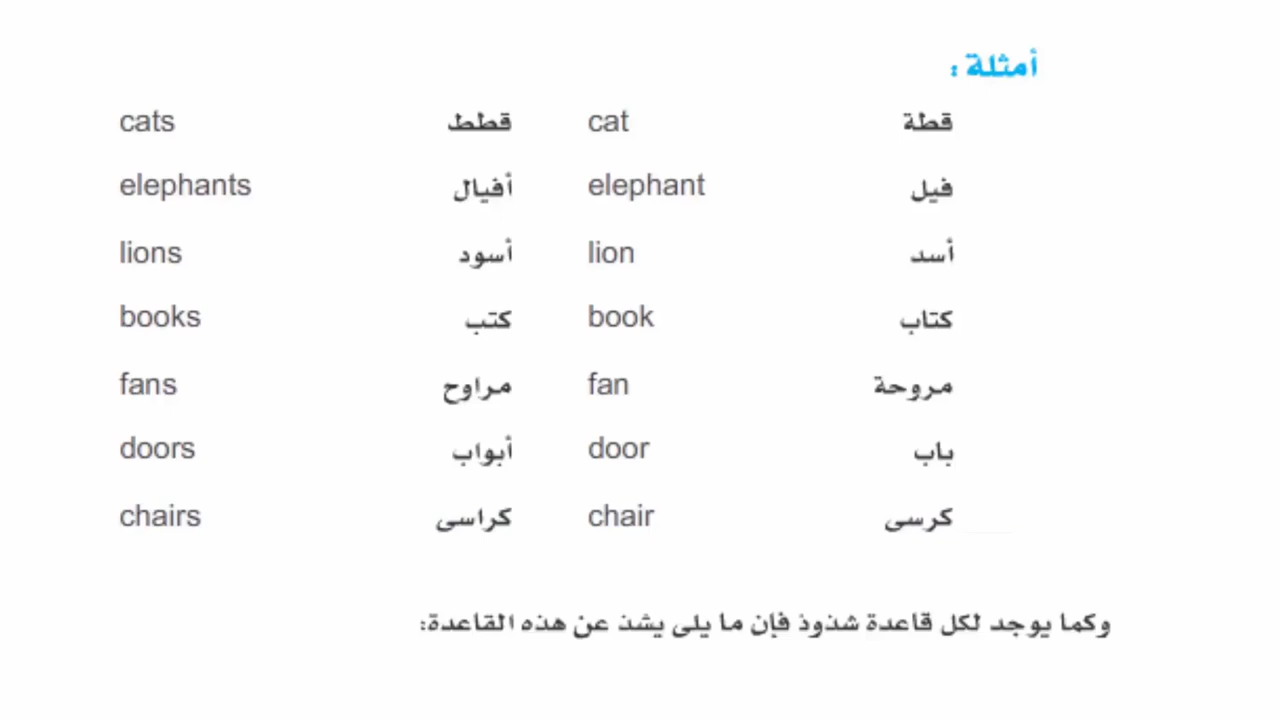 أمثلة :
قطة cat قطط cats
فيل elephant أفيال elephants
أسد lion أسود lions
كتاب book كتب books
مروحة fan مراوح fans
باب door أبواب doors
كرسى chair كراسى chairs
وكما يوجد لكل قاعدة شذوذ فإن ما يلى يشذ عن هذه القاعدة: